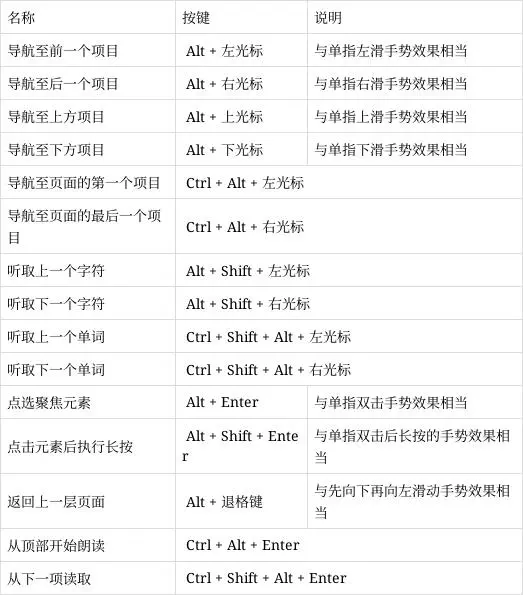 名称 按键 说明
导航至前一个项目 Alt + 左光标 与单指左滑手势效果相当
导航至后一个项目 Alt + 右光标 与单指右滑手势效果相当
导航至上方项目 Alt + 上光标 与单指上滑手势效果相当
导航至下方项目 Alt + 下光标 与单指下滑手势效果相当
导航至页面的第一个项目 Ctrl + Alt + 左光标
导航至页面的最后一个项
目 Ctrl + Alt + 右光标
听取上一个字符 Alt + Shift + 左光标
听取下一个字符 Alt + Shift + 右光标
听取上一个单词 Ctrl + Shift + Alt + 左光标
听取下一个单词 Ctrl + Shift + Alt + 右光标
点选聚焦元素 Alt + Enter 与单指双击手势效果相当
点击元素后执行长按 Alt + Shift + Ente
r 与单指双击后长按的手势效果相
当
返回上一层页面 Alt + 退格键 与先向下再向左滑动手势效果相
当
从顶部开始朗读 Ctrl + Alt + Enter
从下一项读取 Ctrl + Shift + Alt + Enter